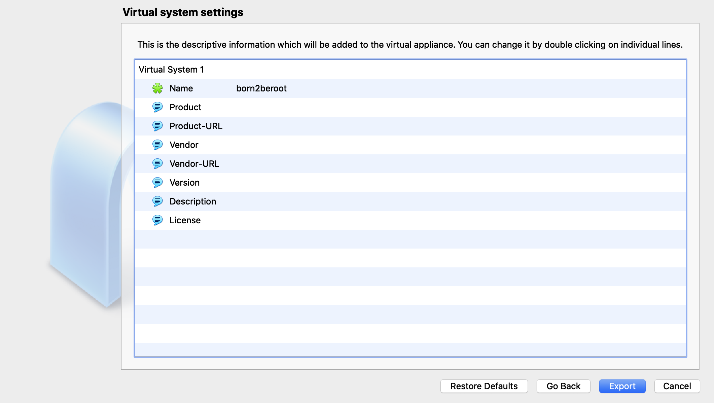 Virtual system settings
This is the descriptive information which will be added to the virtual appliance. You can change it by double clicking on individual lines.
Virtual System 1
Name born2beroot
Product
Product-URL
Vendor
Vendor-URL
Version
Description
License
Restore Defaults Go Back Export Cancel